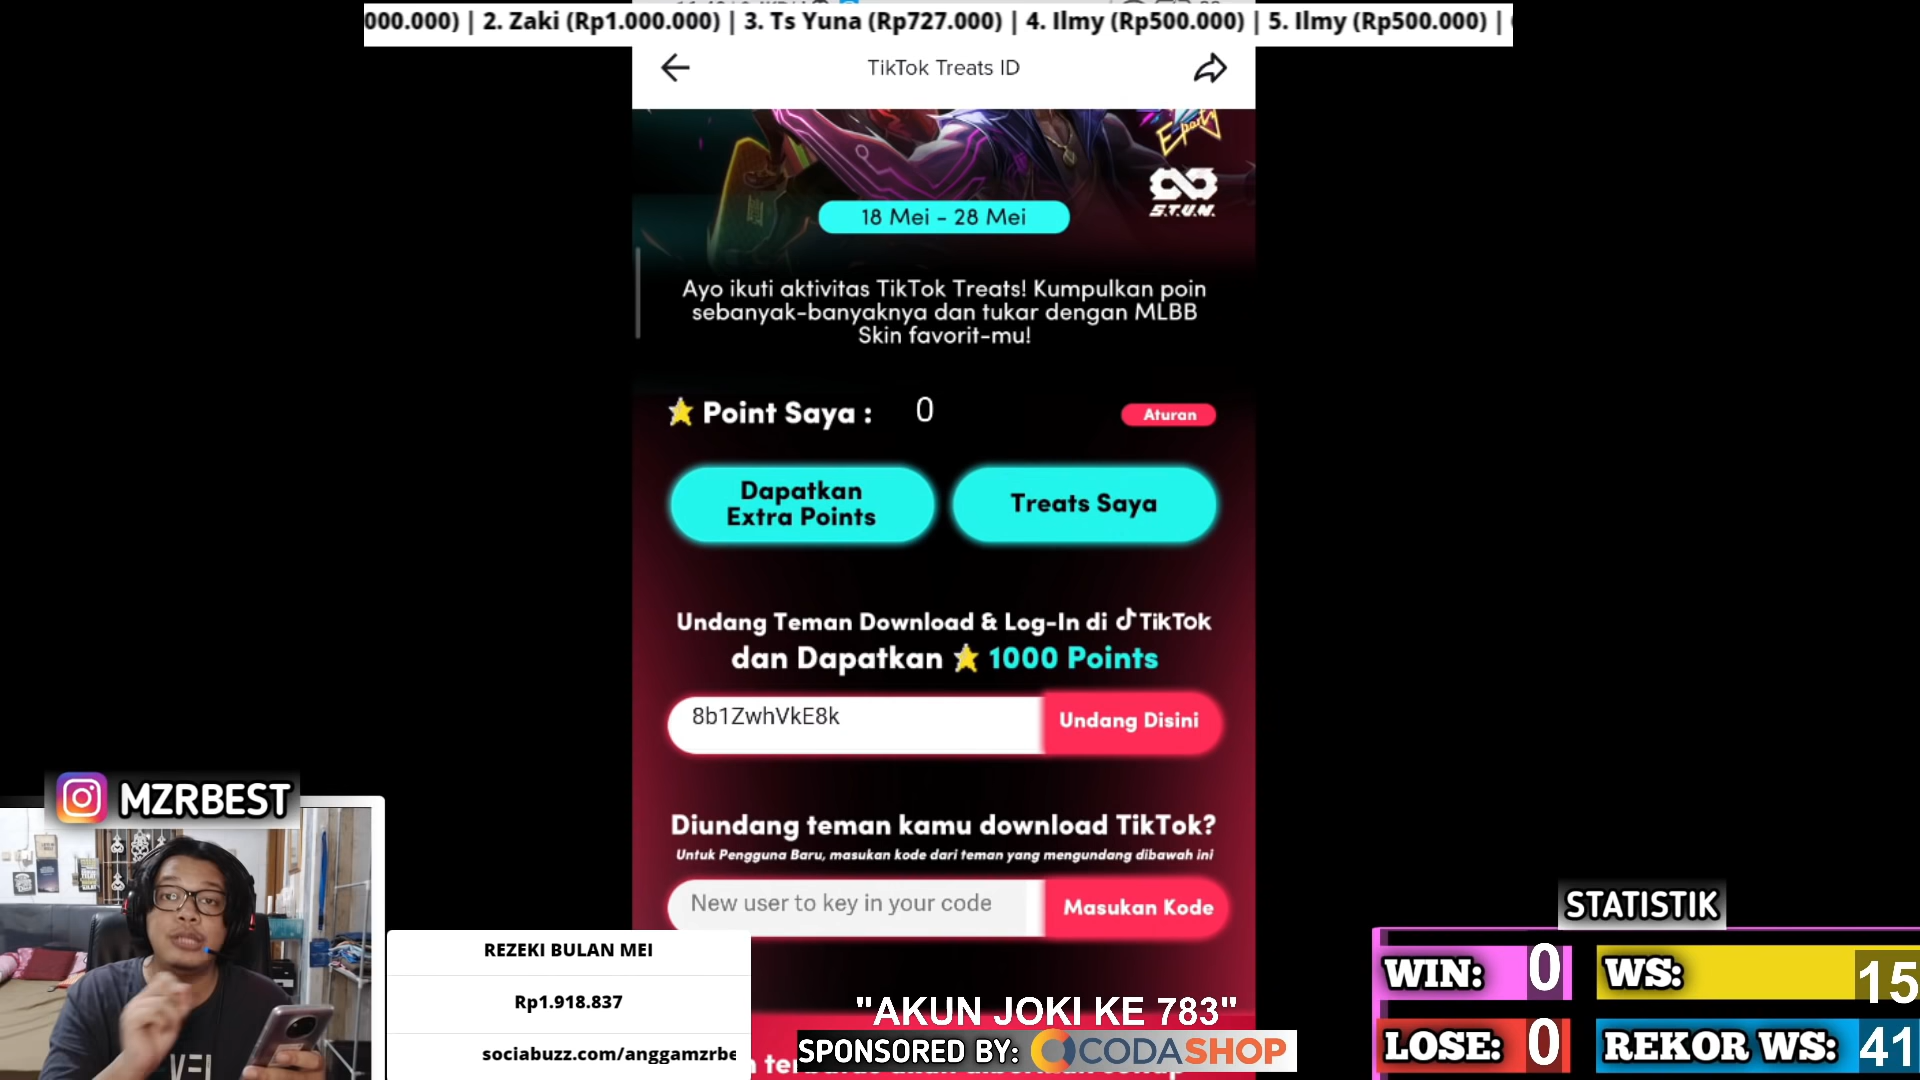 000.000) | 2. Zaki (Rp1.000.000) | 3. Ts Yuna (Rp727.000) | 4. Ilmy (Rp500.000) | 5. Ilmy (Rp500.000) |
TikTok Treats ID
E-party
S.T.U.N.
18 Mei - 28 Mei
Ayo ikuti aktivitas TikTok Treats! Kumpulkan poin
sebanyak-banyaknya dan tukar dengan MLBB
Skin favorit-mu!
Point Saya : 0
Aturan
Dapatkan
Extra Points
Treats Saya
Undang Teman Download & Log-In di TikTok
dan Dapatkan 1000 Points
8b1ZwhVkE8k
Undang Disini
Diundang teman kamu download TikTok?
Untuk Pengguna Baru, masukan kode dari teman yang mengundang dibawah ini
New user to key in your code
Masukan Kode
MZRBEST
REZEKI BULAN MEI
Rp1.918.837
sociabuzz.com/anggamzrbe
"AKUN JOKI KE 783"
SPONSORED BY: CODASHOP
STATISTIK
WIN: 0
WS: 15
LOSE: 0
REKOR WS: 41